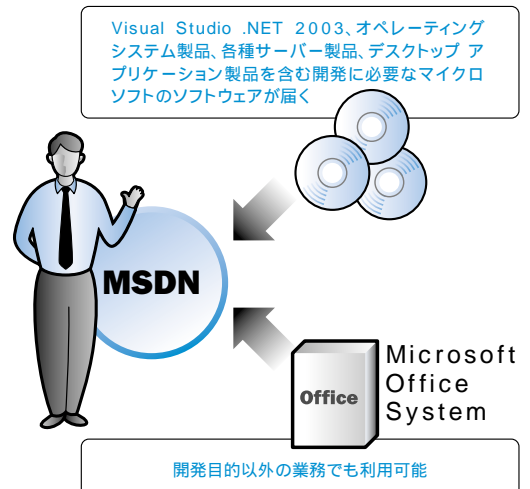 Visual Studio .NET 2003、オペレーティング
システム製品、各種サーバー製品、デスクトップ ア
プリケーション製品を含む開発に必要なマイクロ
ソフトのソフトウェアが届く
MSDN
Office
Microsoft
Office
System
開発目的以外の業務でも利用可能